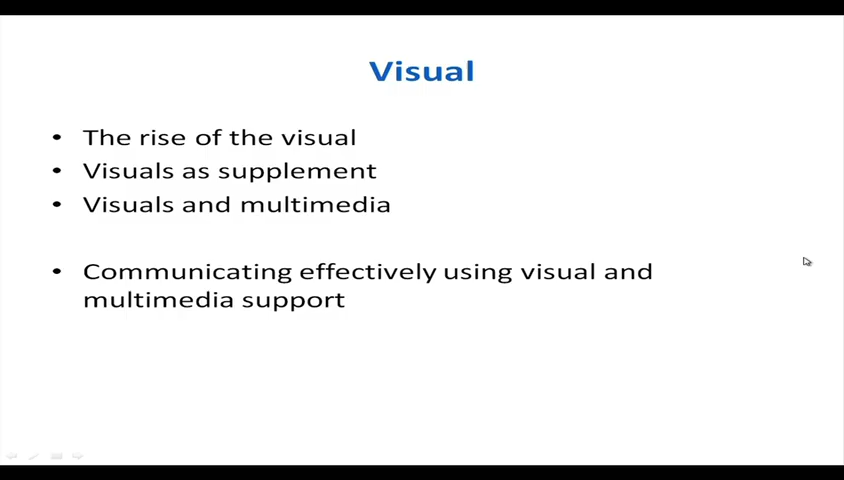 Visual
• The rise of the visual
• Visuals as supplement
• Visuals and multimedia
• Communicating effectively using visual and
multimedia support